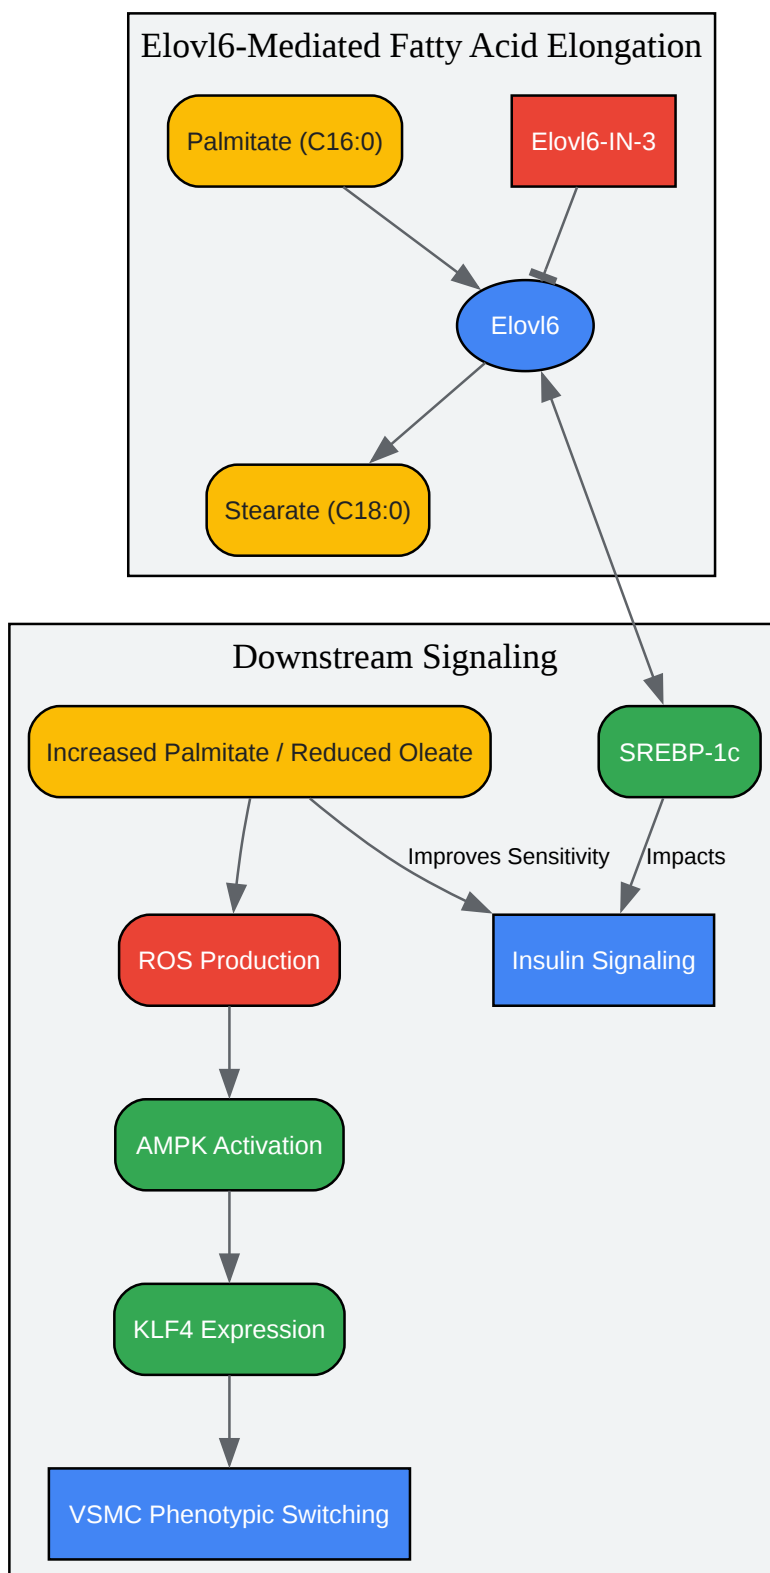 Elovl6-Mediated Fatty Acid Elongation
Palmitate (C16:0)
Elovl6-IN-3
Elovl6
Stearate (C18:0)
Downstream Signaling
Increased Palmitate / Reduced Oleate
SREBP-1c
Improves Sensitivity
Impacts
ROS Production
Insulin Signaling
AMPK Activation
KLF4 Expression
VSMC Phenotypic Switching